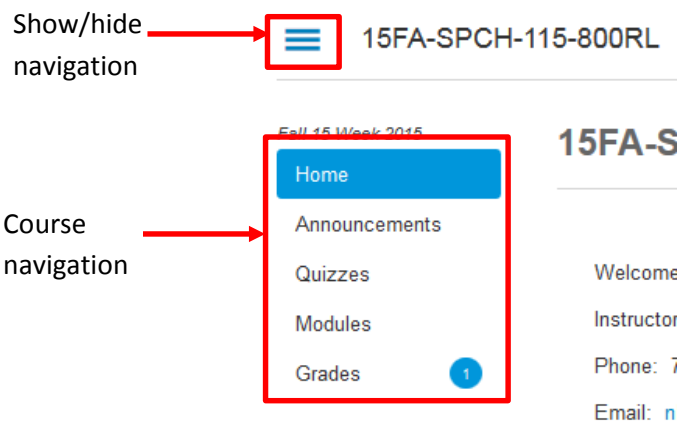 Show/hide
navigation
15FA-SPCH-115-800RL
Fall 15 Week 2015
15FA-S
Home
Announcements
Course
navigation
Quizzes
Welcome
Modules
Instructor
Grades
1
Phone: 7
Email: n